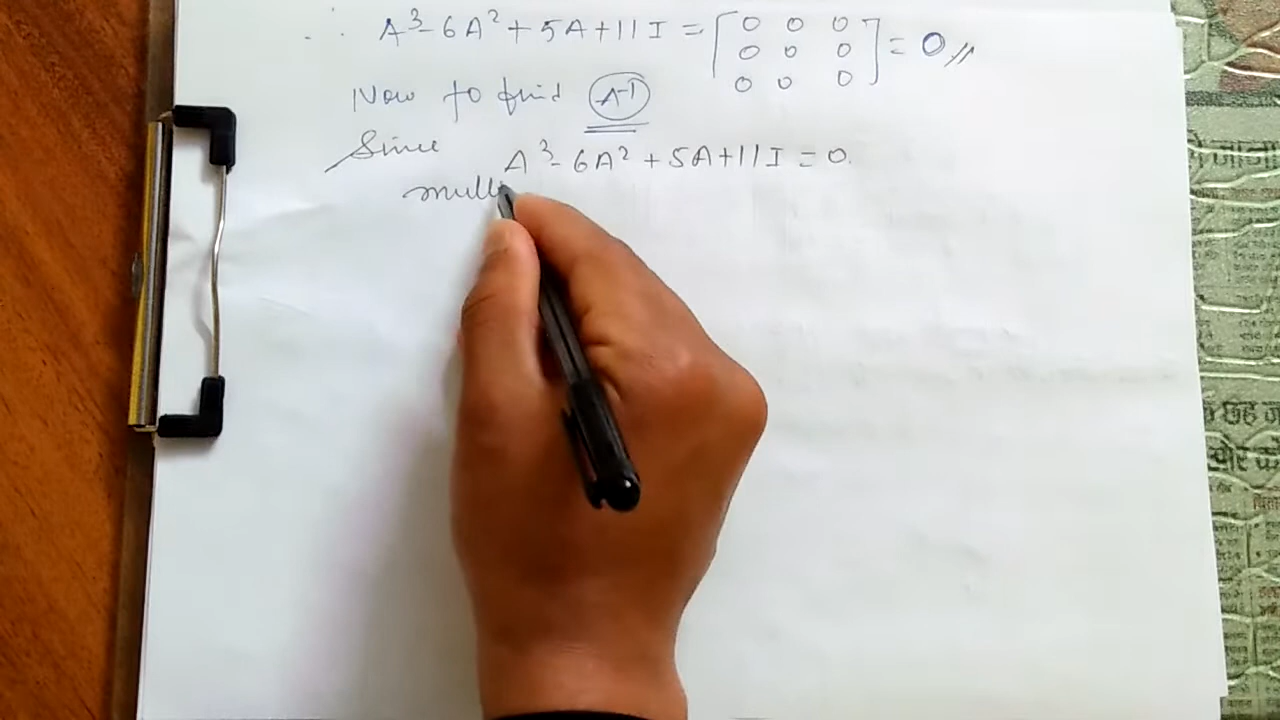 ∴ A³-6A²+5A+11I = [0 0 0
0 0 0
0 0 0] = 0//
Now to find A-1
Since
A³-6A²+5A+11I=0.
mult